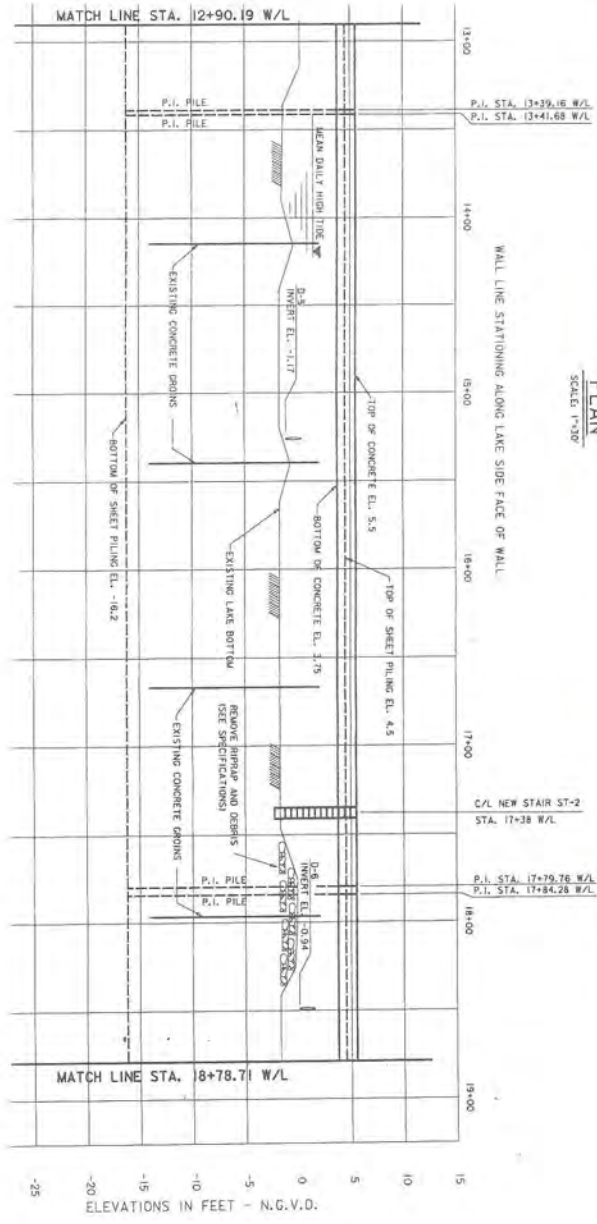 MATCH LINE STA. 12+90.19 W/L
13+00
P.I. PILE
P.I. PILE
P.I. STA. 13+39.16 W/L
P.I. STA. 13+41.68 W/L
MEAN DAILY HIGH TIDE
14+00
WALL LINE STATIONING ALONG LAKE SIDE FACE OF WALL
PLAN
SCALE: 1"=30'
EXISTING CONCRETE GROINS
D-5
INVERT EL. -1.17
15+00
TOP OF CONCRETE EL. 5.5
BOTTOM OF SHEET PILING EL. -16.2
EXISTING LAKE BOTTOM
BOTTOM OF CONCRETE EL. 3.75
16+00
TOP OF SHEET PILING EL. 4.5
REMOVE RIPRAP AND DEBRIS
(SEE SPECIFICATIONS)
EXISTING CONCRETE GROINS
17+00
C/L NEW STAIR ST-2
STA. 17+38 W/L
D-6
INVERT EL. -0.94
P.I. PILE
P.I. PILE
P.I. STA. 17+79.76 W/L
P.I. STA. 17+84.28 W/L
18+00
MATCH LINE STA. 18+78.71 W/L
19+00
-25
-20
-15
-10
-5
0
5
10
15
ELEVATIONS IN FEET - N.G.V.D.